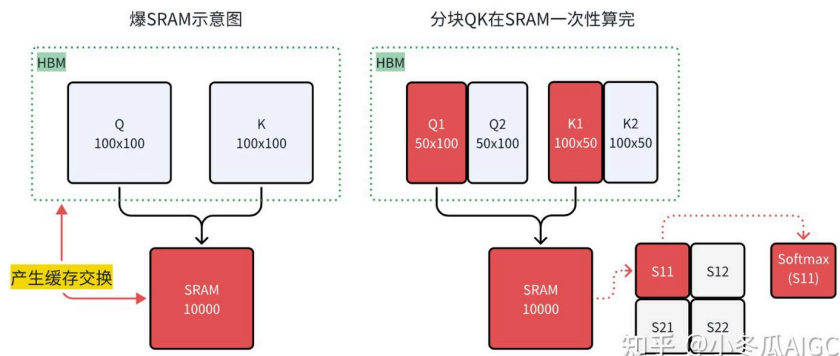 爆SRAM示意图
HBM
Q
100x100
K
100x100
产生缓存交换
SRAM
10000
分块QK在SRAM一次性算完
HBM
Q1
50x100
Q2
50x100
K1
100x50
K2
100x50
SRAM
10000
S11
S12
S21
S22
Softmax
(S11)
知乎 @小冬瓜AIGC